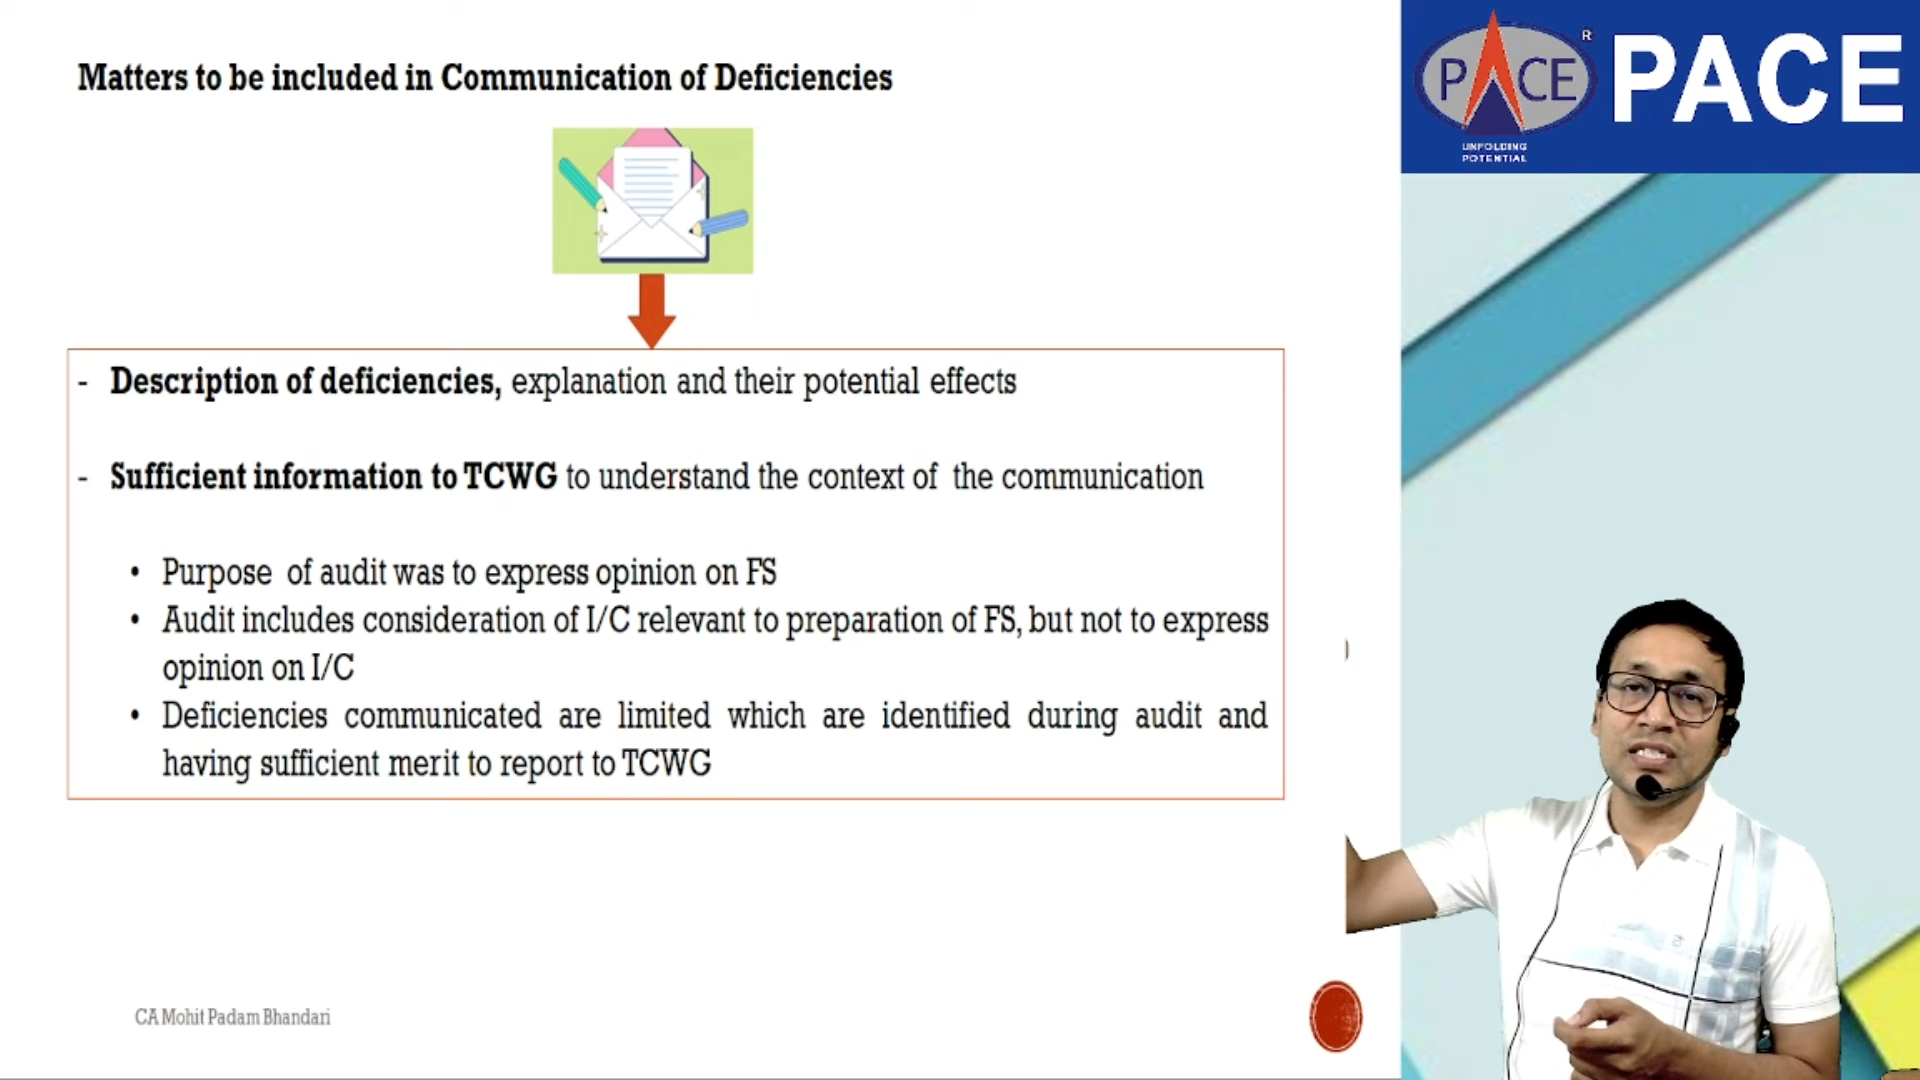 Matters to be included in Communication of Deficiencies
- Description of deficiencies, explanation and their potential effects
- Sufficient information to TCWG to understand the context of the communication
• Purpose of audit was to express opinion on FS
• Audit includes consideration of I/C relevant to preparation of FS, but not to express
opinion on I/C
• Deficiencies communicated are limited which are identified during audit and
having sufficient merit to report to TCWG
CA Mohit Padam Bhandari
PACE
R
UNFOLDING
POTENTIAL
PACE